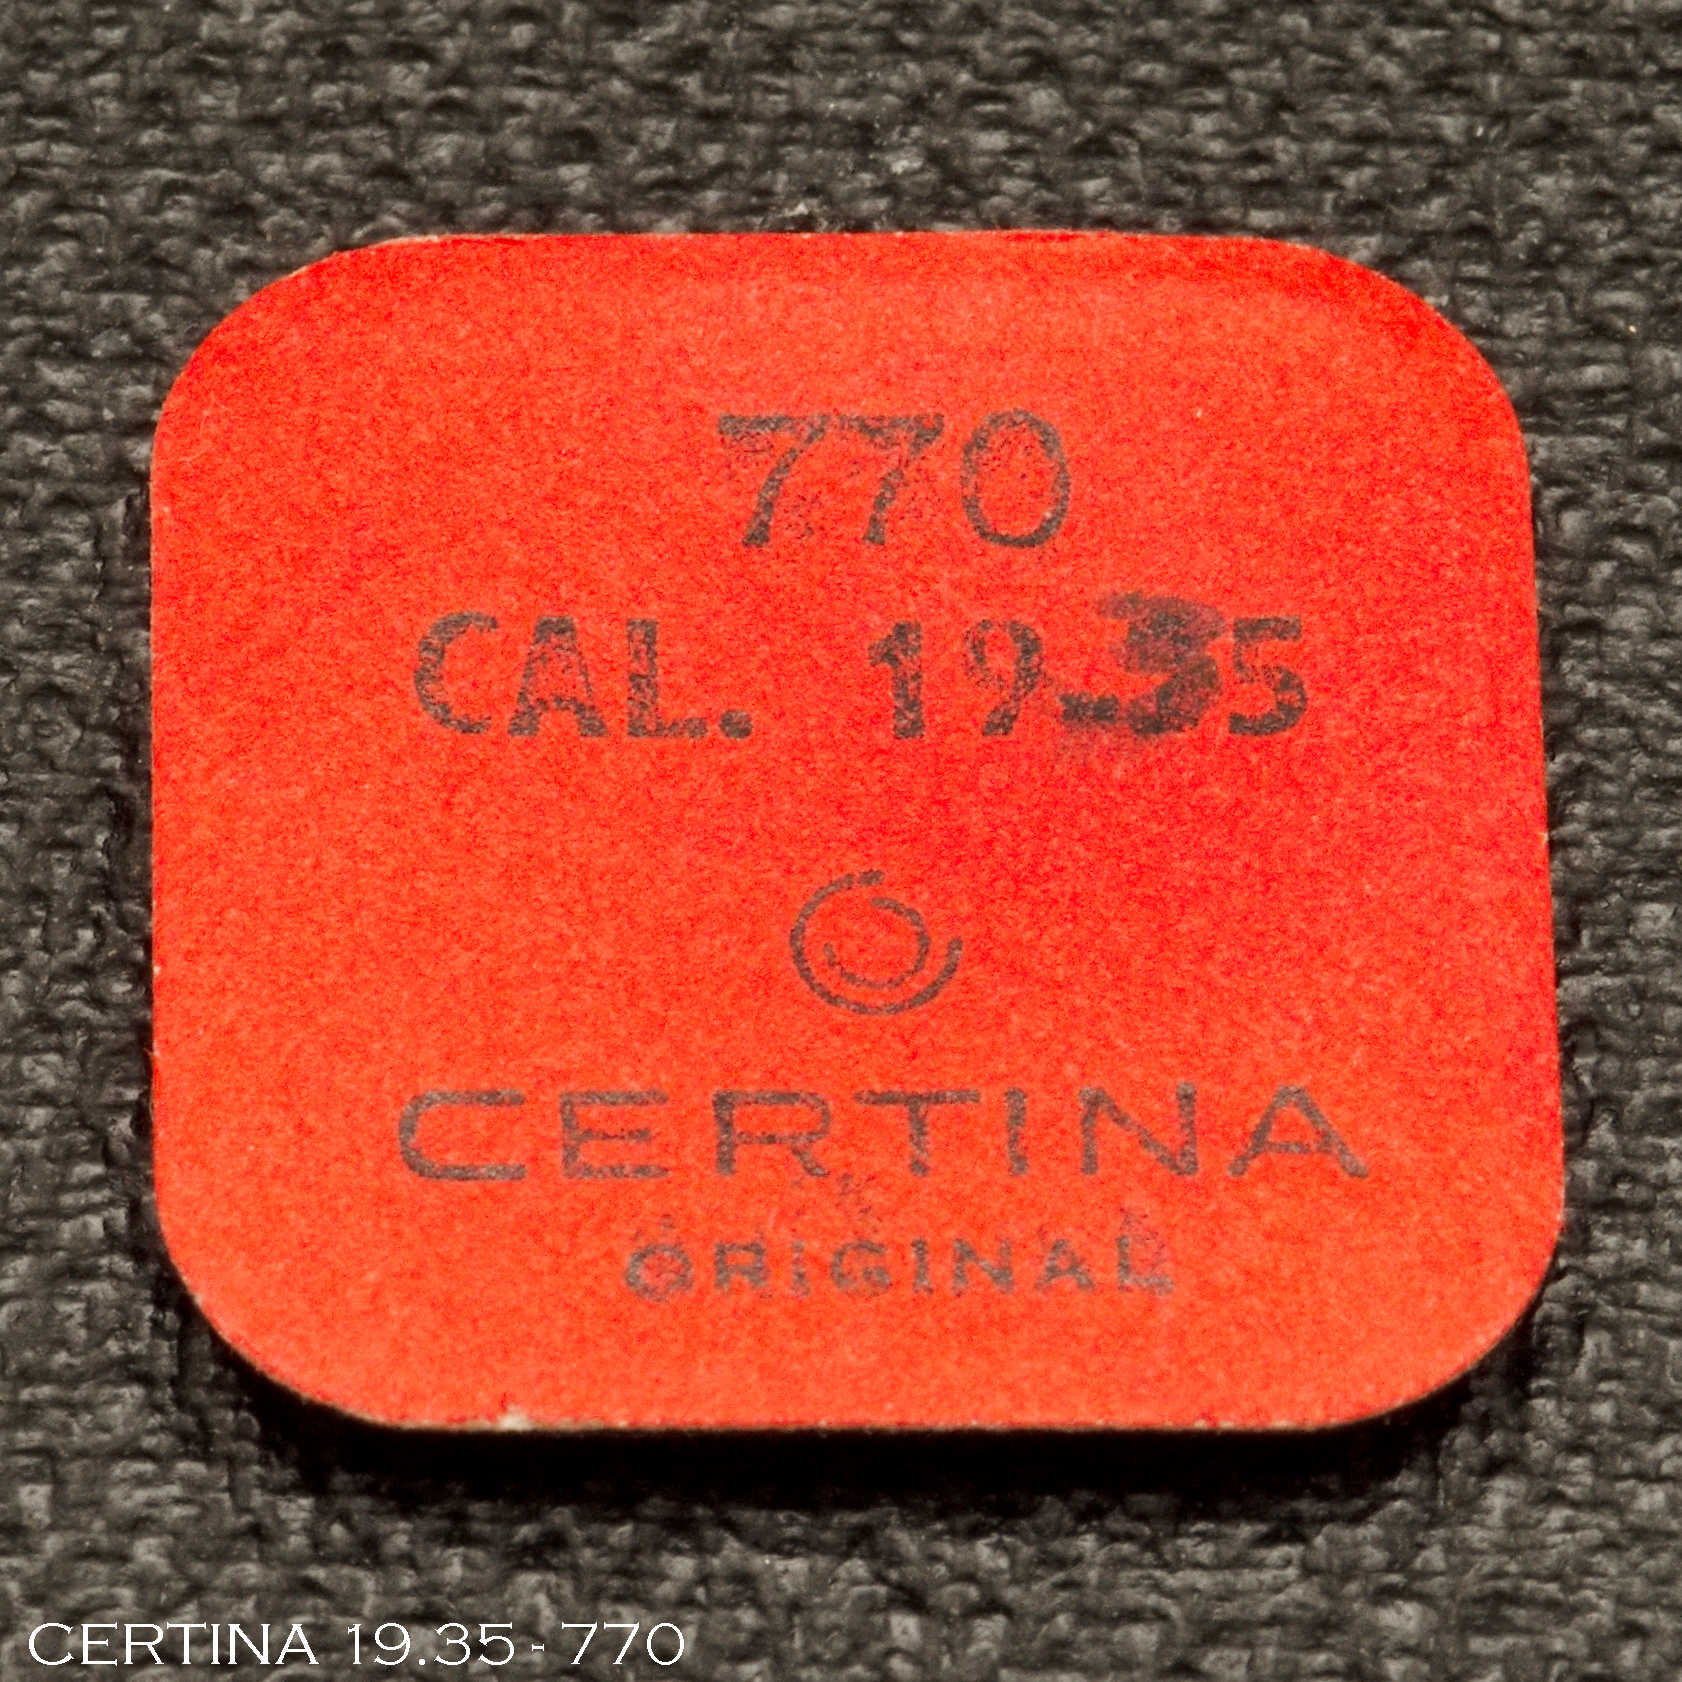 770
CAL. 19-35
CERTINA
ORIGINAL
CERTINA 19.35 - 770